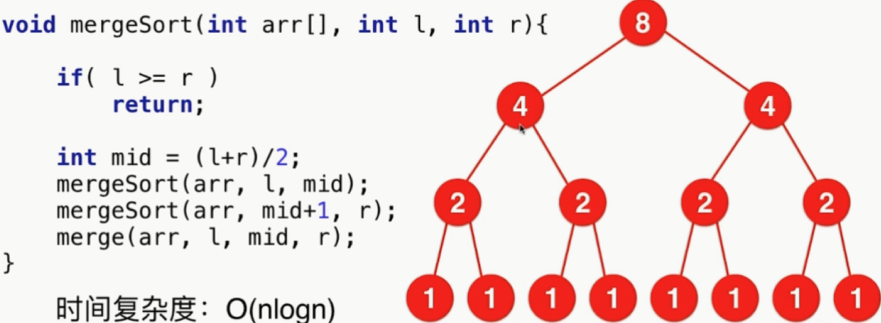 void mergeSort(int arr[], int l, int r){
if( l >= r )
return;
int mid = (l+r)/2;
mergeSort(arr, l, mid);
mergeSort(arr, mid+1, r);
merge(arr, l, mid, r);
}
时间复杂度：O(nlogn)
8
4 4
2 2 2 2
1 1 1 1 1 1 1 1